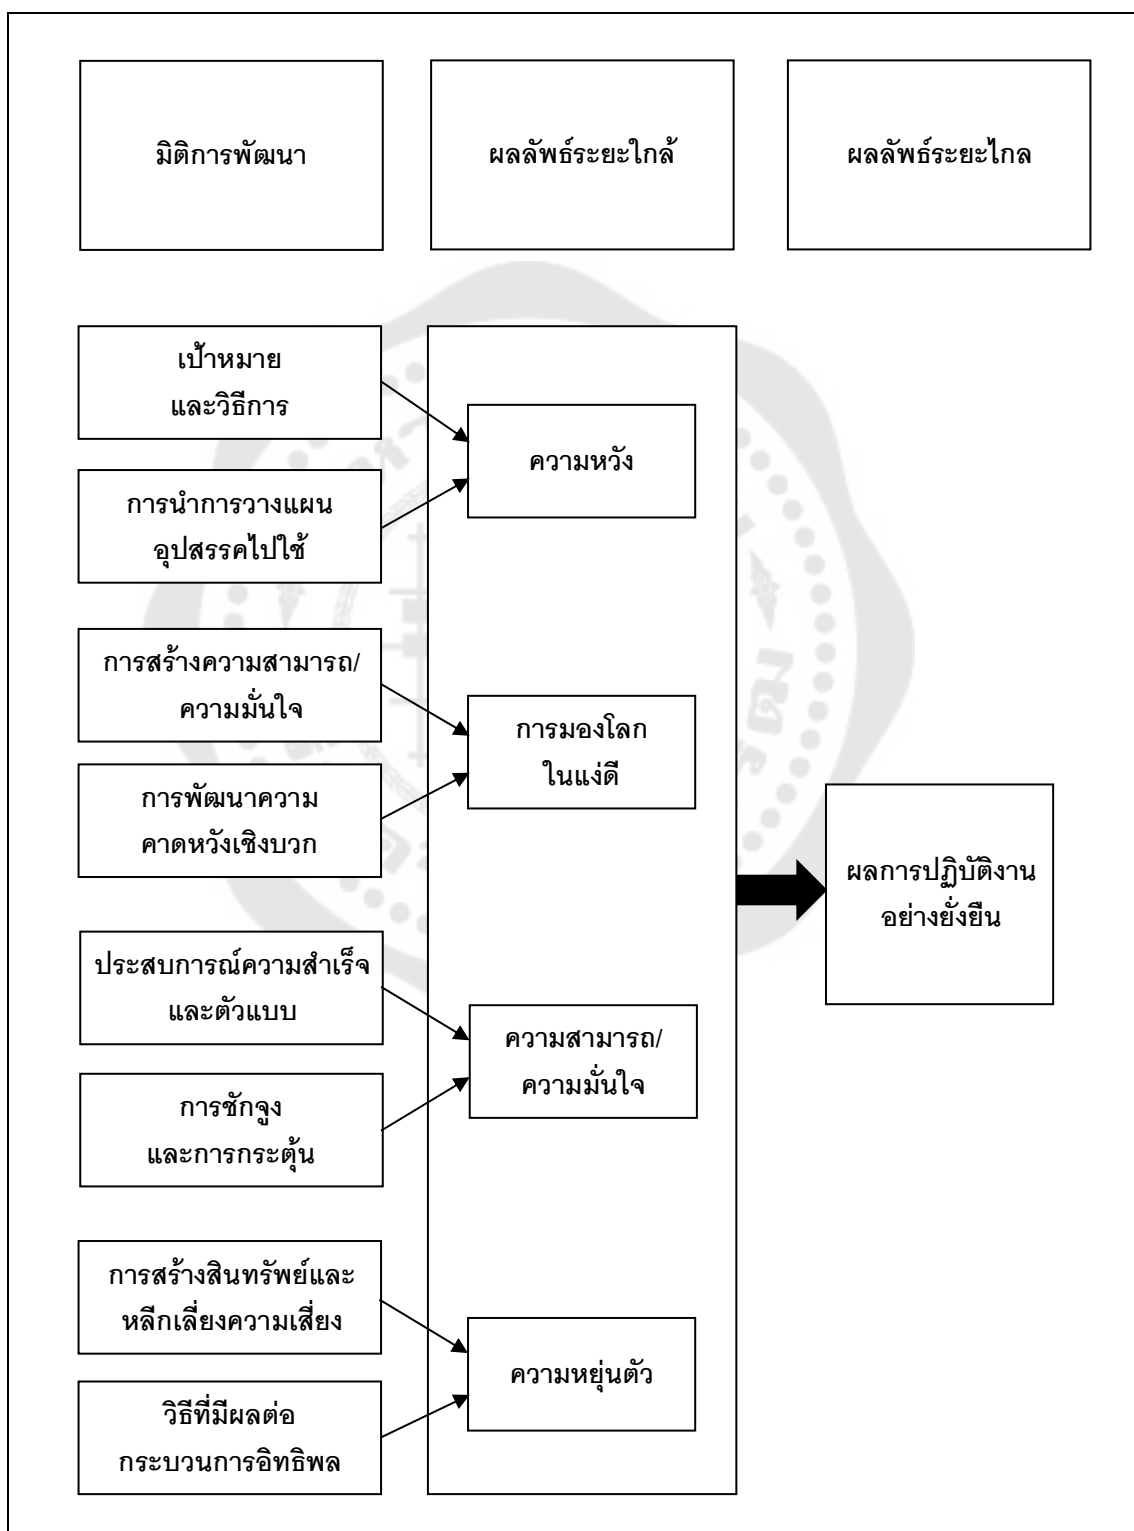 มิติการพัฒนา
ผลลัพธ์ระยะใกล้
ผลลัพธ์ระยะไกล
เป้าหมาย
และวิธีการ
ความหวัง
การนำการวางแผน
อุปสรรคไปใช้
การสร้างความสามารถ/
ความมั่นใจ
การมองโลก
ในแง่ดี
การพัฒนาความ
คาดหวังเชิงบวก
ผลการปฏิบัติงาน
อย่างยั่งยืน
ประสบการณ์ความสำเร็จ
และตัวแบบ
ความสามารถ/
ความมั่นใจ
การชักจูง
และการกระตุ้น
การสร้างสินทรัพย์และ
หลีกเลี่ยงความเสี่ยง
ความหยุ่นตัว
วิธีที่มีผลต่อ
กระบวนการอิทธิพล